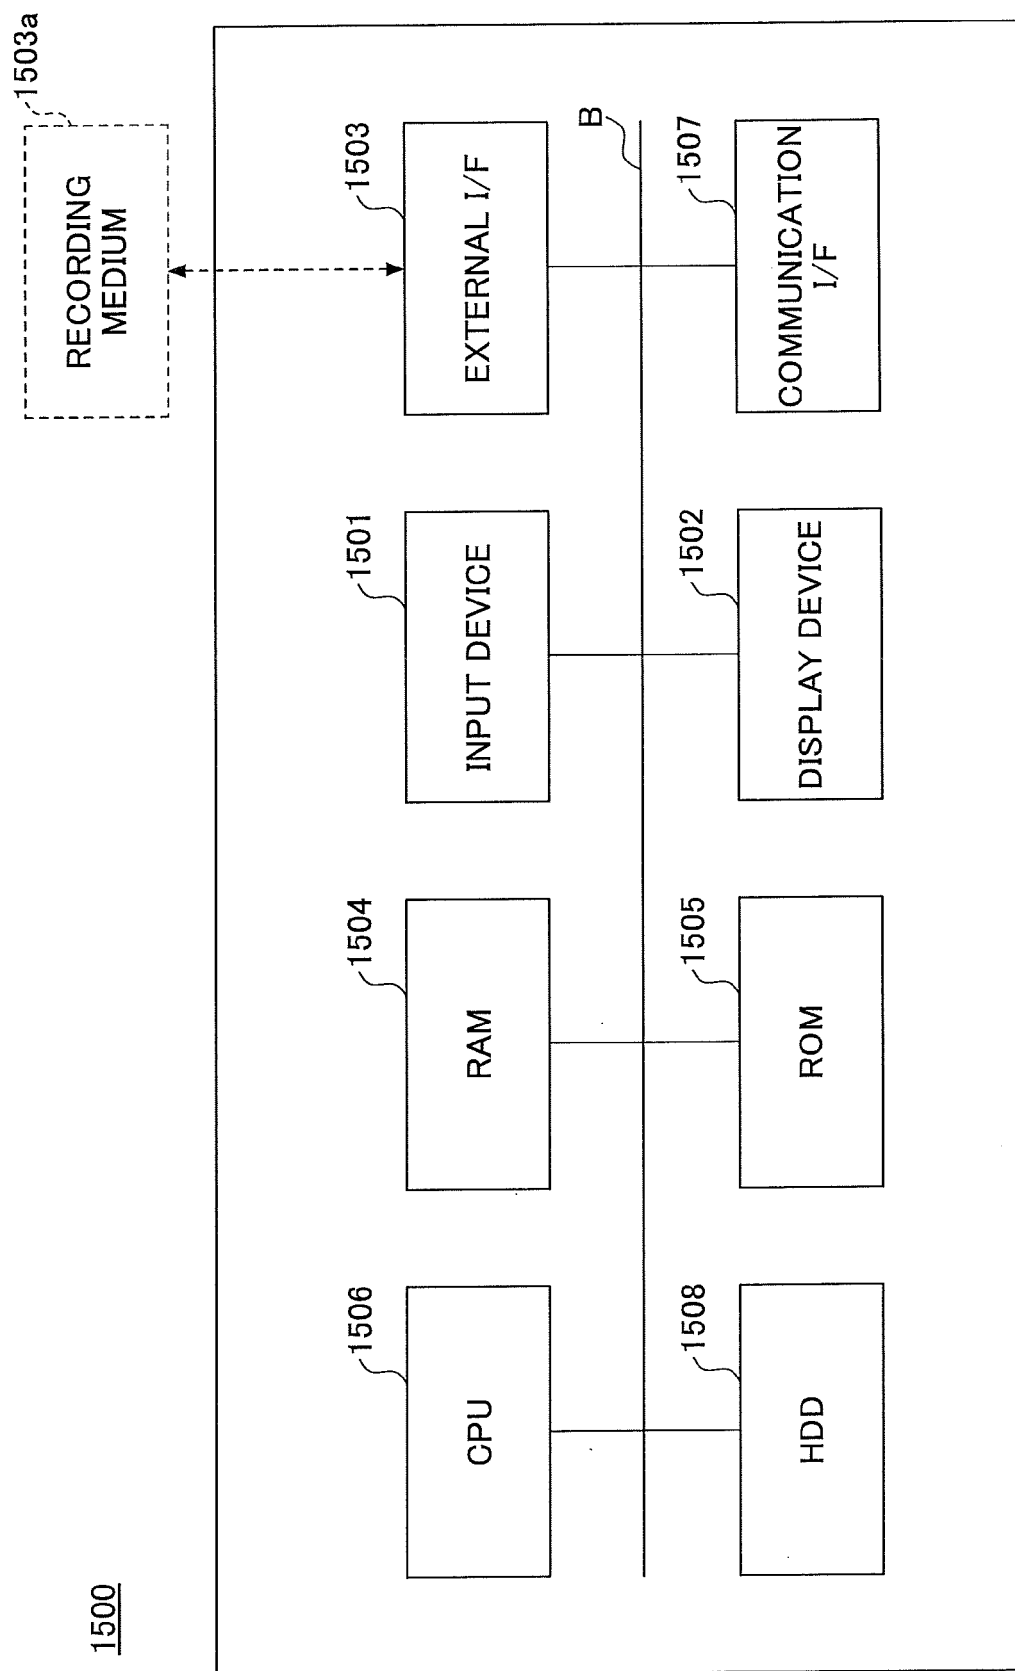 1500
1503a
RECORDING
MEDIUM
1506
CPU
1504
RAM
1501
INPUT DEVICE
1503
EXTERNAL I/F
B
1508
HDD
1505
ROM
1502
DISPLAY DEVICE
1507
COMMUNICATION
I/F